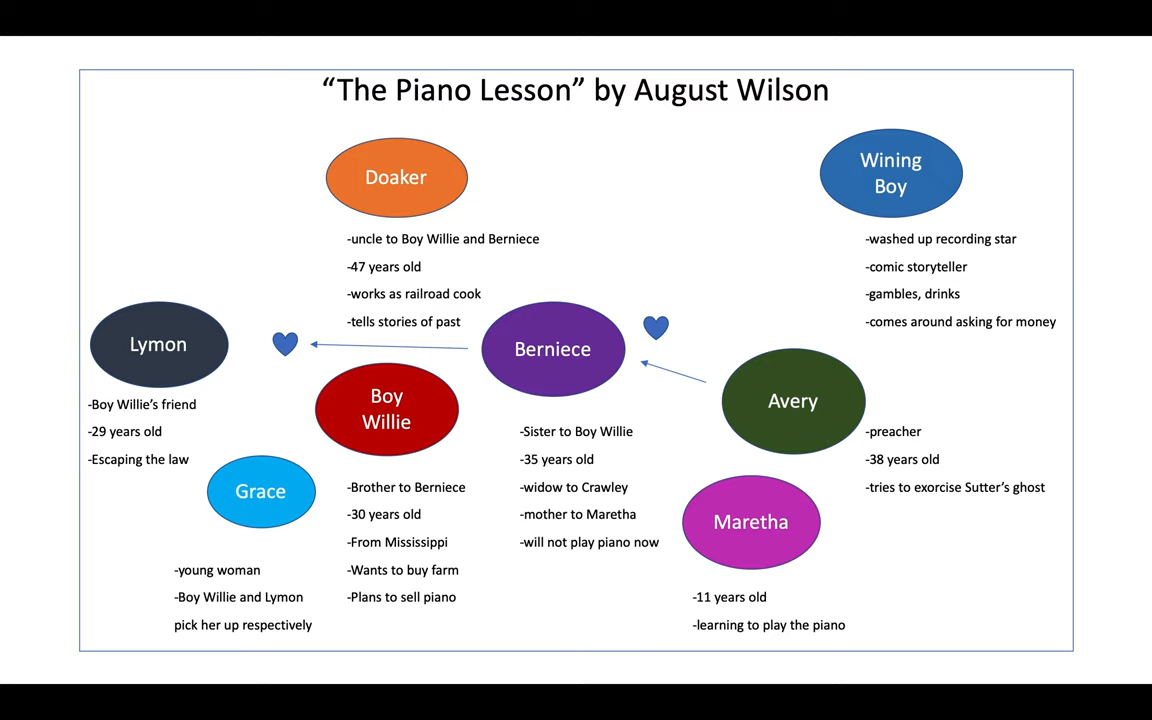 “The Piano Lesson” by August Wilson
Doaker
-uncle to Boy Willie and Berniece
-47 years old
-works as railroad cook
-tells stories of past
Wining
Boy
-washed up recording star
-comic storyteller
-gambles, drinks
-comes around asking for money
Lymon
-Boy Willie’s friend
-29 years old
-Escaping the law
Boy
Willie
-Brother to Berniece
-30 years old
-From Mississippi
-Wants to buy farm
-Plans to sell piano
Berniece
-Sister to Boy Willie
-35 years old
-widow to Crawley
-mother to Maretha
-will not play piano now
Avery
-preacher
-38 years old
-tries to exorcise Sutter’s ghost
Grace
-young woman
-Boy Willie and Lymon
pick her up respectively
Maretha
-11 years old
-learning to play the piano